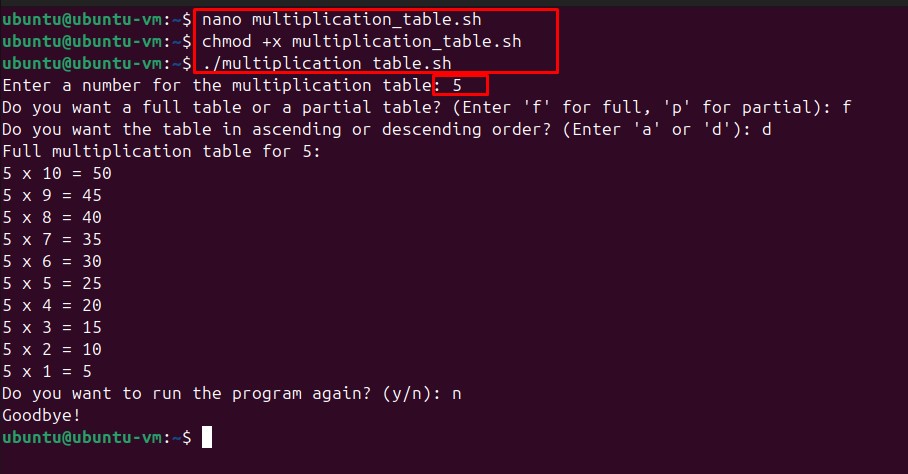 ubuntu@ubuntu-vm:~$ nano multiplication_table.sh
ubuntu@ubuntu-vm:~$ chmod +x multiplication_table.sh
ubuntu@ubuntu-vm:~$ ./multiplication_table.sh
Enter a number for the multiplication table: 5
Do you want a full table or a partial table? (Enter 'f' for full, 'p' for partial): f
Do you want the table in ascending or descending order? (Enter 'a' or 'd'): d
Full multiplication table for 5:
5 x 10 = 50
5 x 9 = 45
5 x 8 = 40
5 x 7 = 35
5 x 6 = 30
5 x 5 = 25
5 x 4 = 20
5 x 3 = 15
5 x 2 = 10
5 x 1 = 5
Do you want to run the program again? (y/n): n
Goodbye!
ubuntu@ubuntu-vm:~$